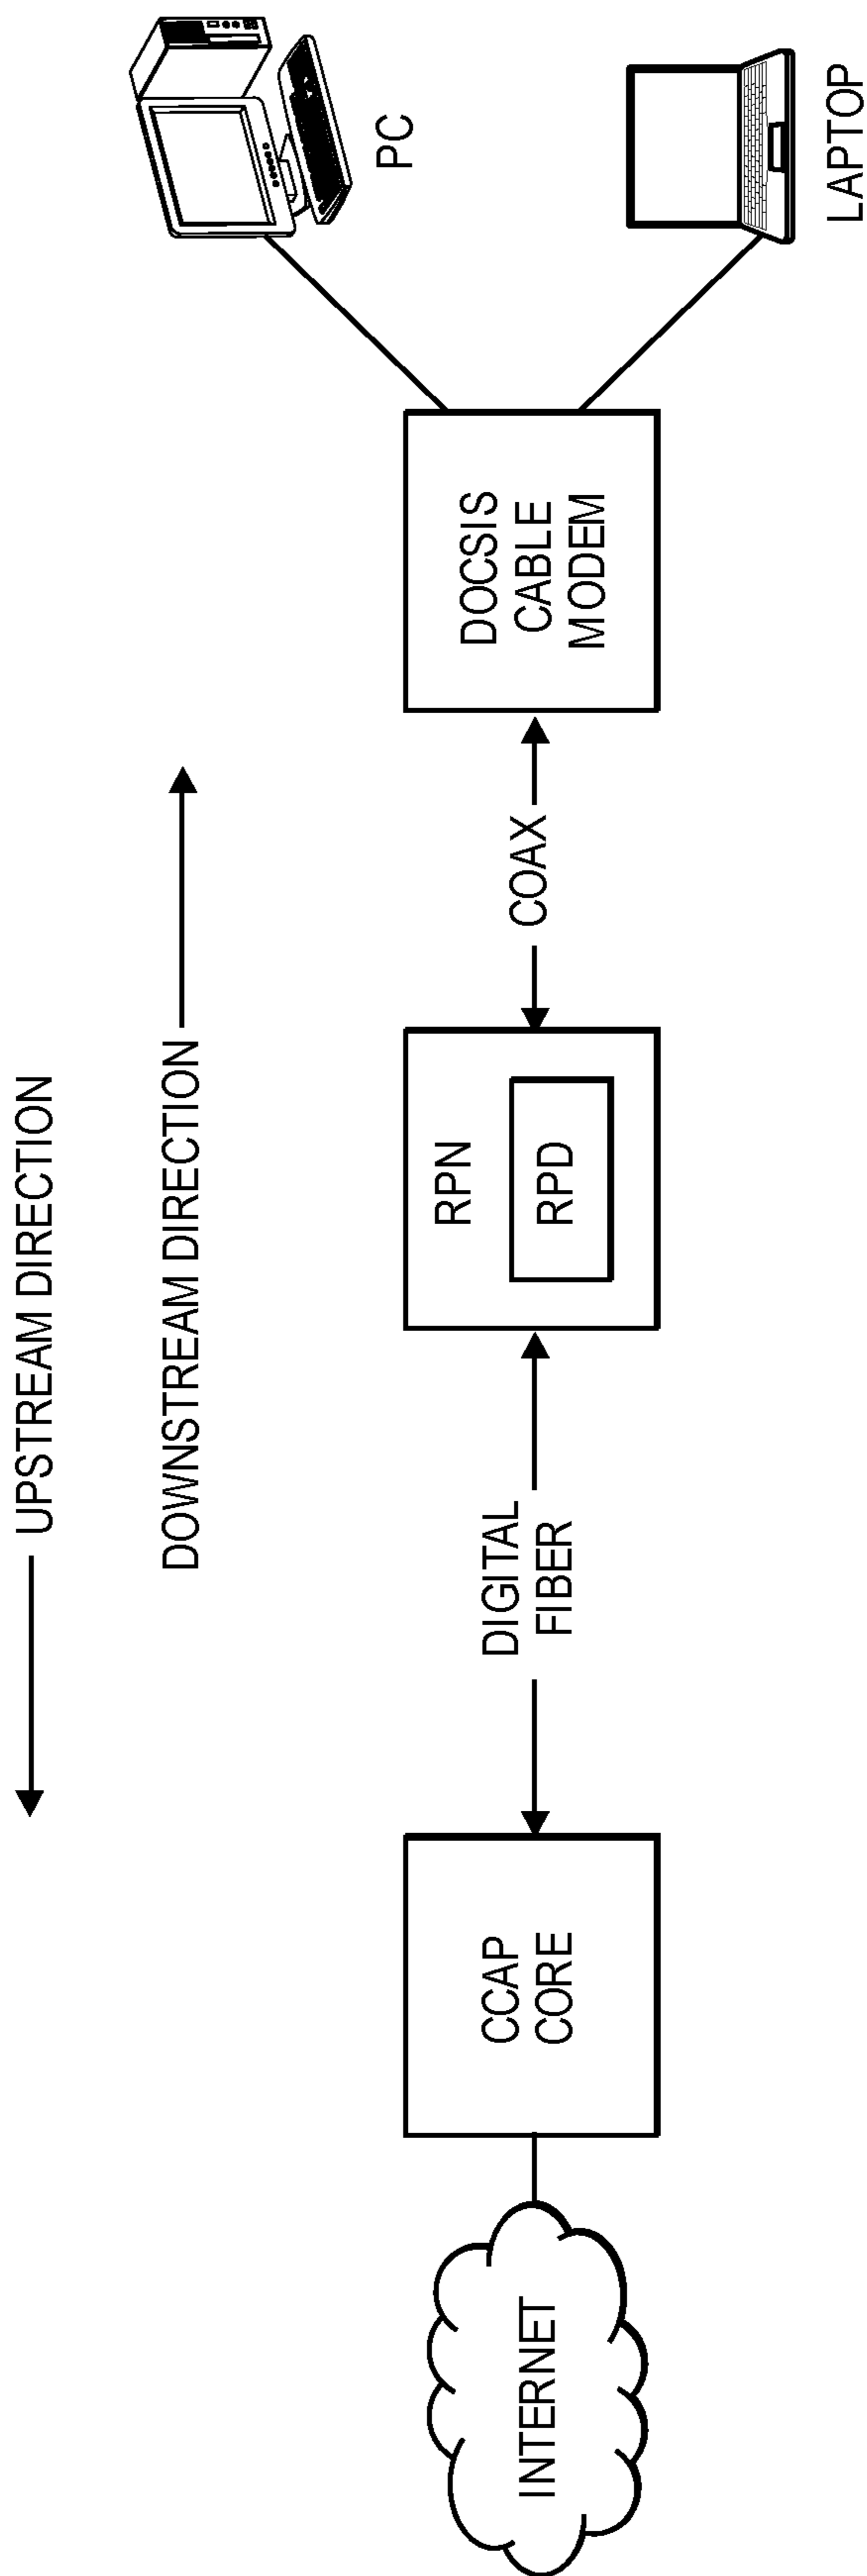 UPSTREAM DIRECTION
DOWNSTREAM DIRECTION
INTERNET
CCAP
CORE
DIGITAL
FIBER
RPN
RPD
COAX
DOCSIS
CABLE
MODEM
PC
LAPTOP